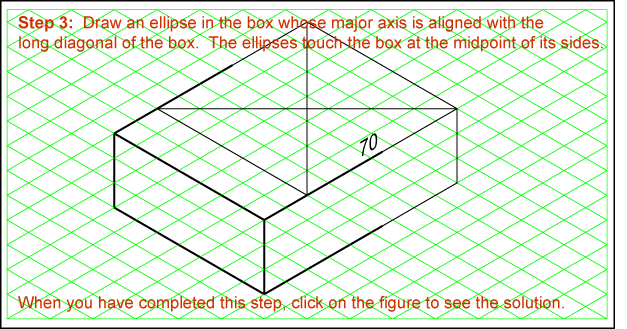 Step 3:  Draw an ellipse in the box whose major axis is aligned with the
long diagonal of the box.  The ellipses touch the box at the midpoint of its sides.
70
When you have completed this step, click on the figure to see the solution.